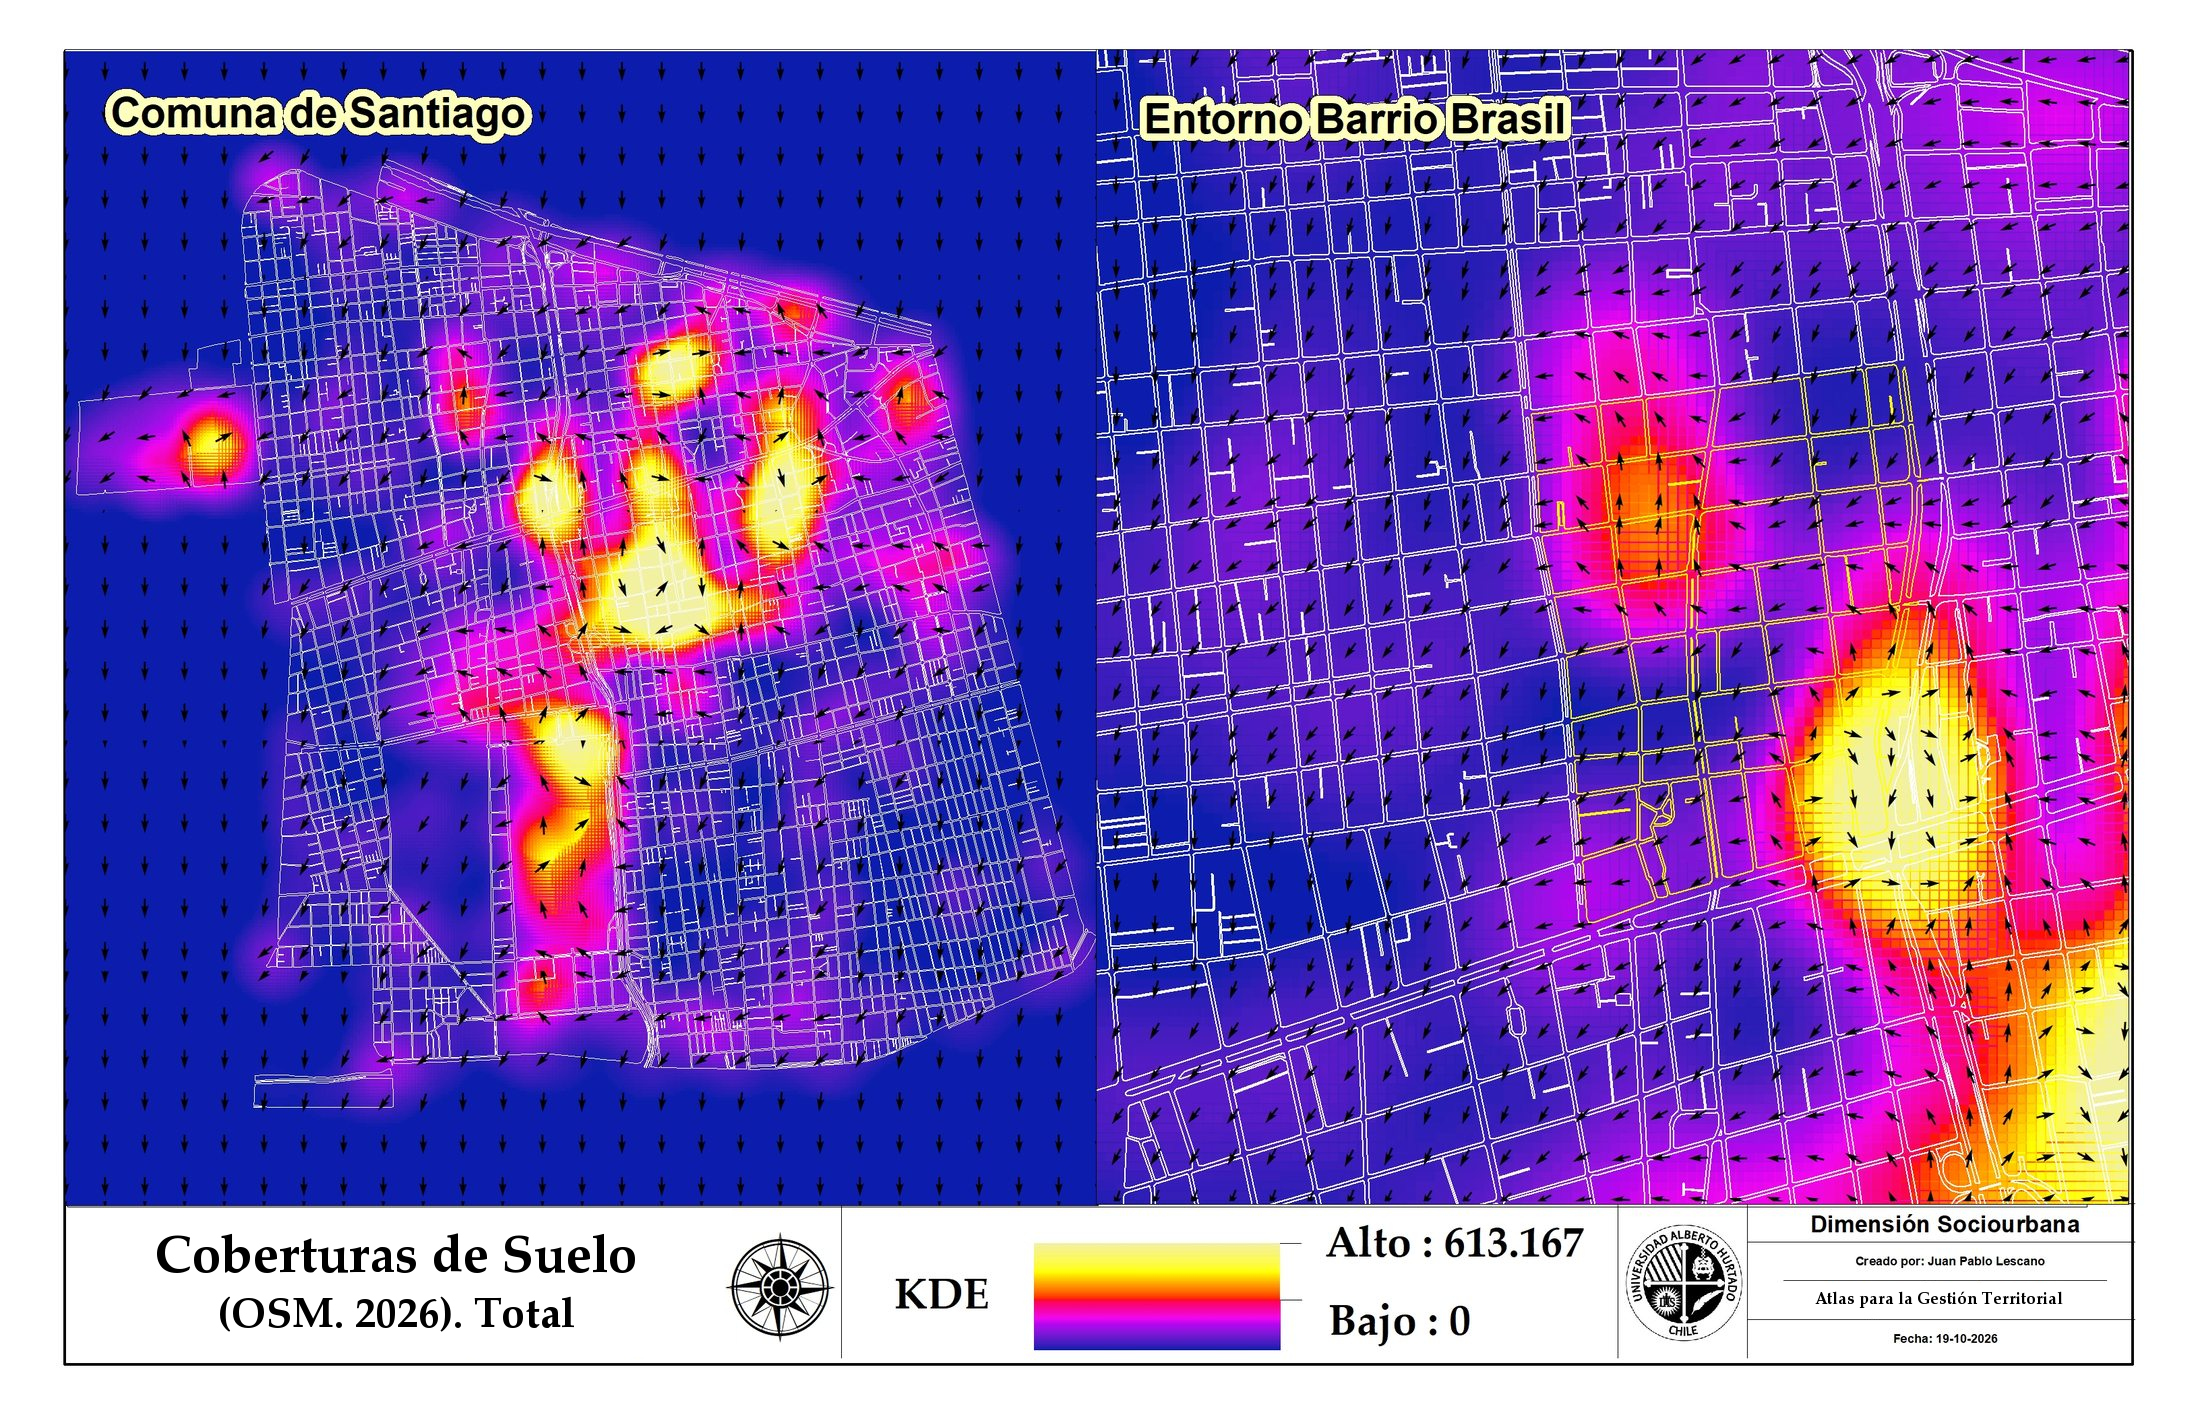 Comuna de Santiago
Entorno Barrio Brasil
Coberturas de Suelo
(OSM. 2026). Total
KDE
Alto : 613.167
Bajo : 0
UNIVERSIDAD ALBERTO HURTADO
CHILE
Dimensión Sociourbana
Creado por: Juan Pablo Lescano
Atlas para la Gestión Territorial
Fecha: 19-10-2026